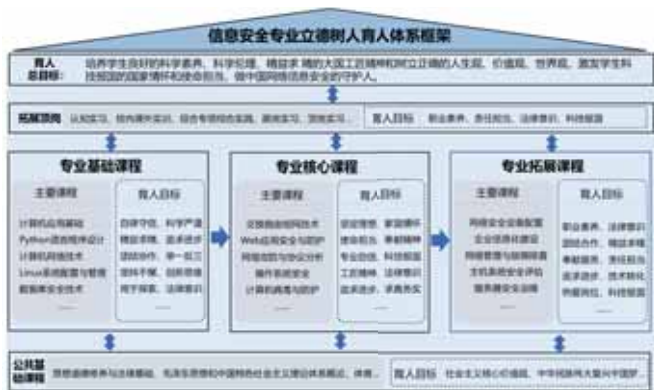 信息安全专业立德树人育人体系框架
育人
总目标:
培养学生良好的科学素养、科学伦理、精益求精的大国工匠精神和树立正确的人生观、价值观、世界观，激发学生科
技报国的国家情怀和使命担当，做中国网络信息安全的守护人。
拓展顶岗
认知实习、校内课外实训、综合专项综合实践、跟岗实习、顶岗实习...
育人目标
职业素养、责任担当、法律意识、科技报国
专业基础课程
主要课程
计算机应用基础
Python语言程序设计
计算机网络技术
Linux系统配置与管理
数据库安全技术
......
育人目标
自律守信、科学严谨
精益求精、追求进步
团结协作、举一反三
坚持不懈、创新思维
勇于探索、法律意识
......
专业核心课程
主要课程
交换路由组网技术
Web应用安全与防护
网络攻防与协议分析
操作系统安全
计算机病毒与防护
......
育人目标
信念理想、家国情怀
使命担当、奉献精神
专业自信、科技报国
工匠精神、法律意识
追求进步、求真务实
......
专业拓展课程
主要课程
网络安全设备配置
企业信息化建设
网络管理与故障排查
主机系统安全评估
服务器安全运维
......
育人目标
职业素养、法律意识
团结合作、精益求精
奉献服务、责任担当
追求进步、技术转化
热爱岗位、科技报国
......
公共基
础课程
思想道德修养与法律基础、毛泽东思想和中国特色社会主义理论体系概论、体育...
育人目标
社会主义核心价值观、中华民族伟大复兴中国梦...